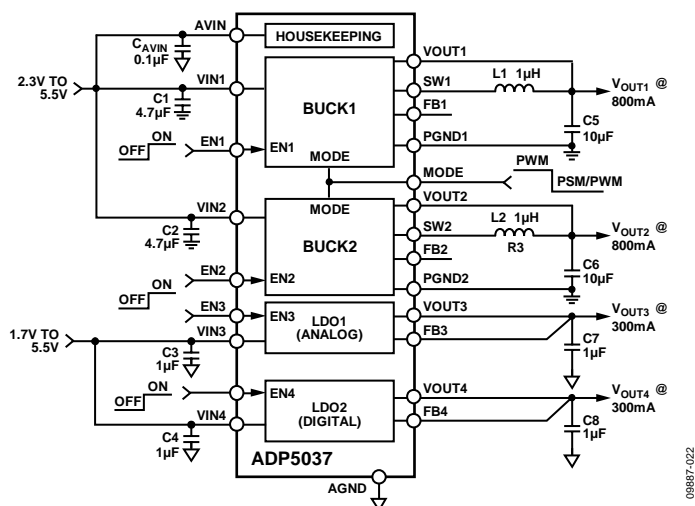 AVIN
HOUSEKEEPING
CAVIN
0.1µF
VOUT1
2.3V TO
5.5V
VIN1
C1
4.7µF
BUCK1
SW1
L1 1µH
VOUT1 @
800mA
FB1
C5
10µF
ON
OFF
EN1
EN1
PGND1
MODE
MODE
PWM
PSM/PWM
VIN2
C2
4.7µF
MODE
BUCK2
VOUT2
SW2
L2 1µH
R3
VOUT2 @
800mA
FB2
C6
10µF
ON
OFF
EN2
EN2
PGND2
EN3
EN3
LDO1
(ANALOG)
VOUT3
VOUT3 @
300mA
1.7V TO
5.5V
VIN3
C3
1µF
FB3
C7
1µF
ON
OFF
EN4
LDO2
(DIGITAL)
VOUT4
VOUT4 @
300mA
VIN4
C4
1µF
FB4
C8
1µF
ADP5037
AGND
09887-022